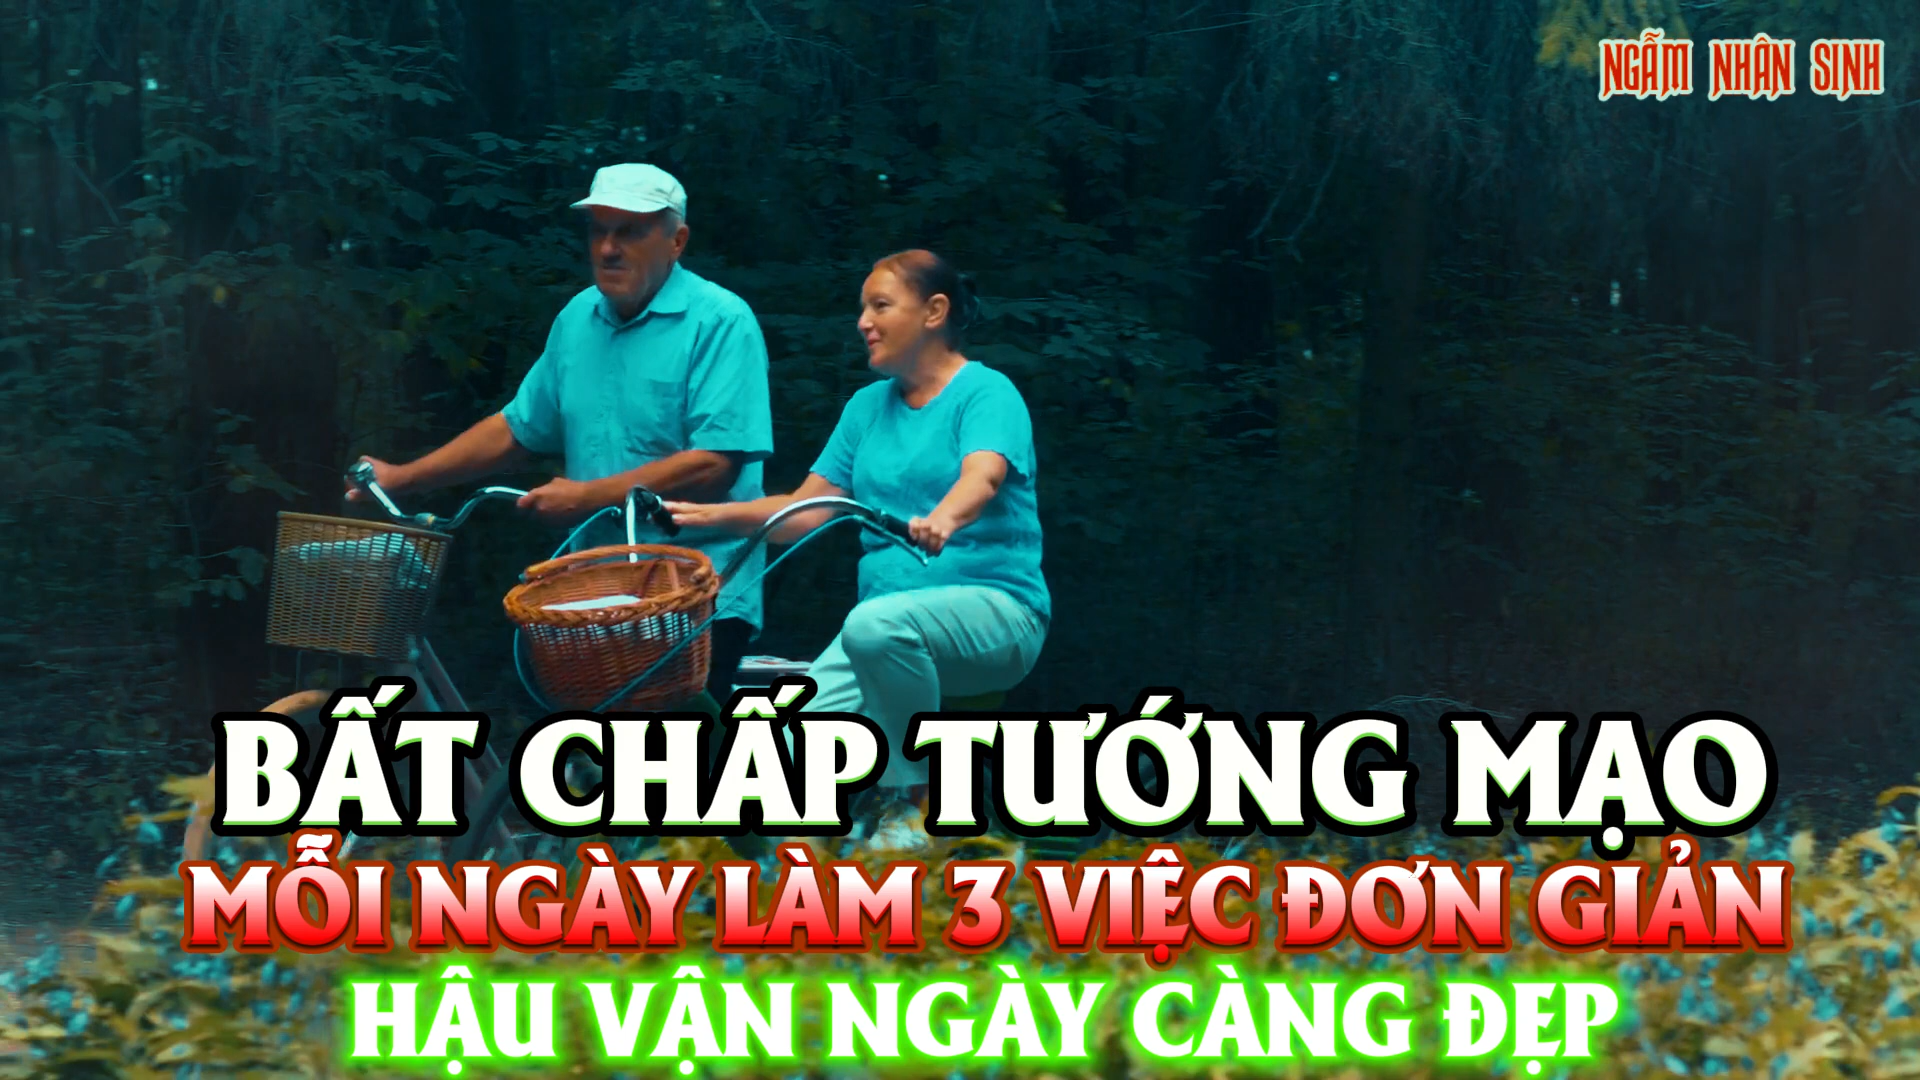 NGẪM NHÂN SINH
BẤT CHẤP TƯỚNG MẠO
MỖI NGÀY LÀM 3 VIỆC ĐƠN GIẢN
HẬU VẬN NGÀY CÀNG ĐẸP